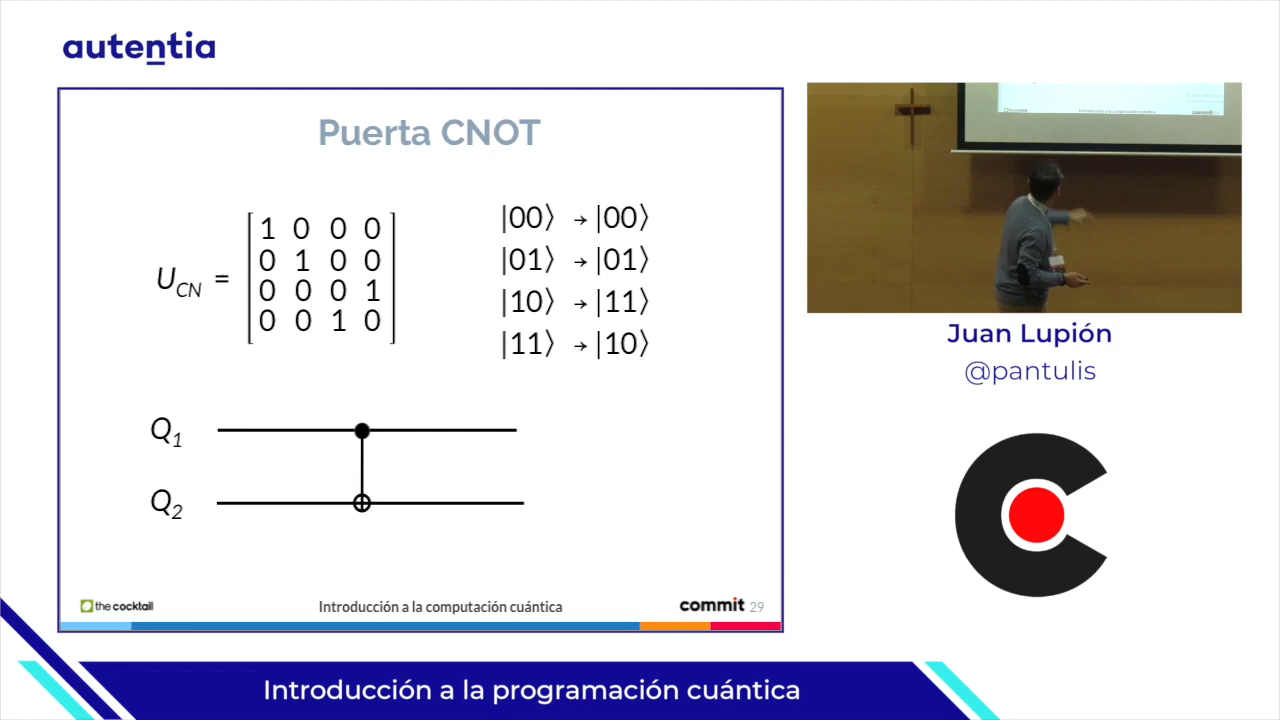 autentia
Puerta CNOT
U_CN = [1 0 0 0
0 1 0 0
0 0 0 1
0 0 1 0]
|00⟩ → |00⟩
|01⟩ → |01⟩
|10⟩ → |11⟩
|11⟩ → |10⟩
Q1
Q2
the cocktail
Introducción a la computación cuántica
commit 29
Juan Lupión
@pantulis
Introducción a la programación cuántica